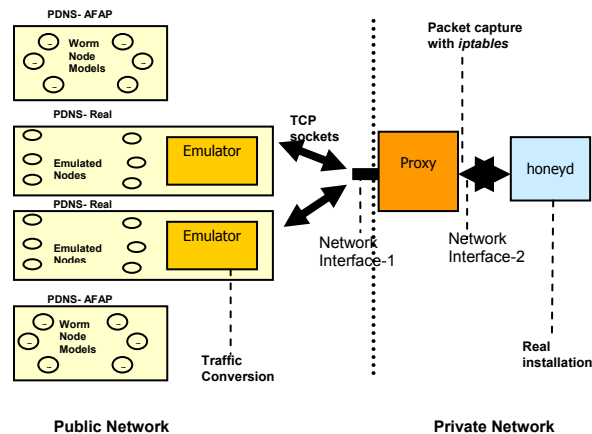 PDNS- AFAP
Worm
Node
Models
PDNS- Real
Emulated
Nodes
Emulator
PDNS- Real
Emulated
Nodes
Emulator
PDNS- AFAP
Worm
Node
Models
Traffic
Conversion
TCP
sockets
Packet capture
with iptables
Proxy
honeyd
Network
Interface-1
Network
Interface-2
Real
installation
Public Network
Private Network